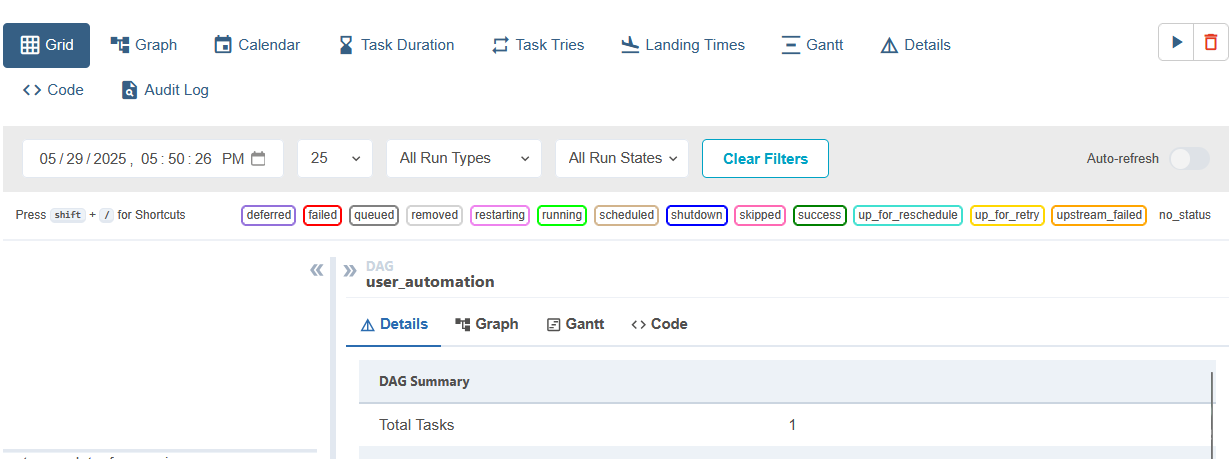 Grid Graph Calendar Task Duration Task Tries Landing Times Gantt Details
Code Audit Log
05/29/2025, 05:50:26 PM 25 All Run Types All Run States Clear Filters Auto-refresh
Press shift + / for Shortcuts deferred failed queued removed restarting running scheduled shutdown skipped success up_for_reschedule up_for_retry upstream_failed no_status
DAG
user_automation
Details Graph Gantt Code
DAG Summary
Total Tasks 1